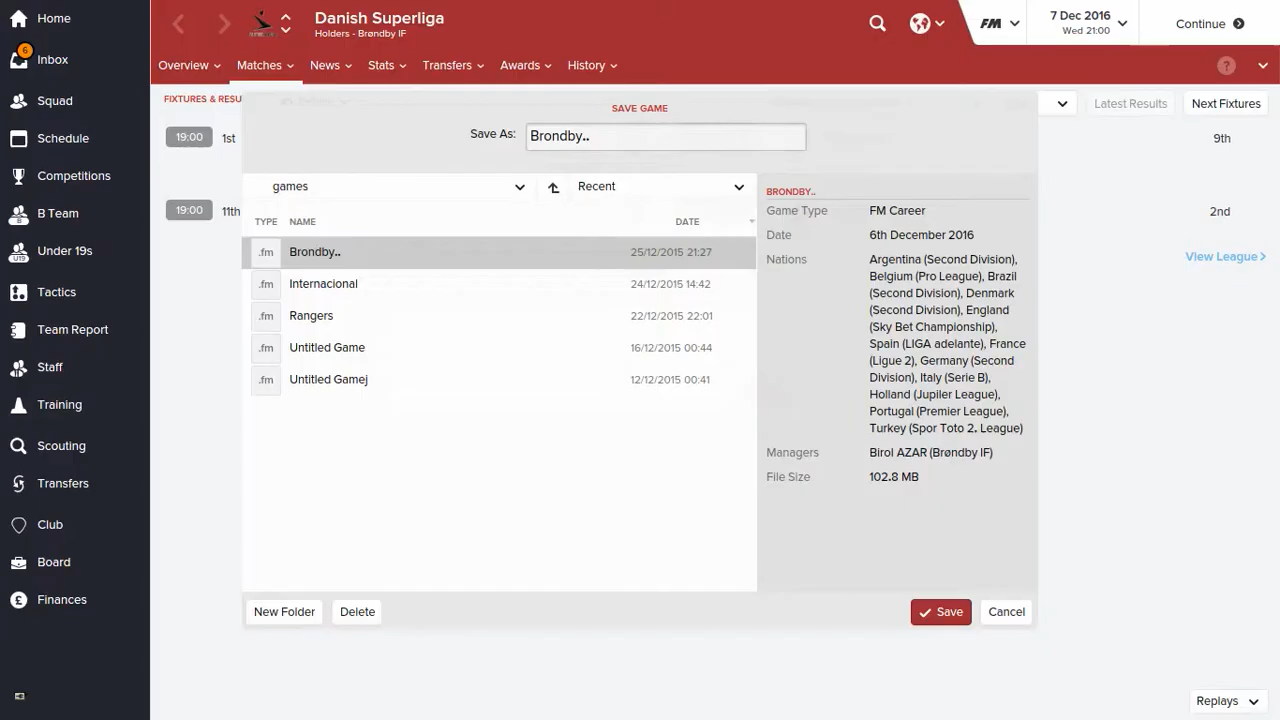 Home
6
Inbox
Squad
Schedule
Competitions
B
B Team
U19
Under 19s
Tactics
Team Report
Staff
Training
Scouting
Transfers
Club
Board
£
Finances
Danish Superliga
Holders - Brøndby IF
FM
7 Dec 2016
Wed 21:00
Continue
Overview
Matches
News
Stats
Transfers
Awards
History
?
FIXTURES & RESU
Latest Results
Next Fixtures
19:00 1st
9th
19:00 11th
2nd
View League
SAVE GAME
Save As: Brondby..
games
Recent
TYPE NAME DATE
.fm Brondby.. 25/12/2015 21:27
.fm Internacional 24/12/2015 14:42
.fm Rangers 22/12/2015 22:01
.fm Untitled Game 16/12/2015 00:44
.fm Untitled Gamej 12/12/2015 00:41
BRONDBY..
Game Type FM Career
Date 6th December 2016
Nations Argentina (Second Division),
Belgium (Pro League), Brazil
(Second Division), Denmark
(Second Division), England
(Sky Bet Championship),
Spain (LIGA adelante), France
(Ligue 2), Germany (Second
Division), Italy (Serie B),
Holland (Jupiler League),
Portugal (Premier League),
Turkey (Spor Toto 2. League)
Managers Birol AZAR (Brøndby IF)
File Size 102.8 MB
New Folder
Delete
Save
Cancel
Replays